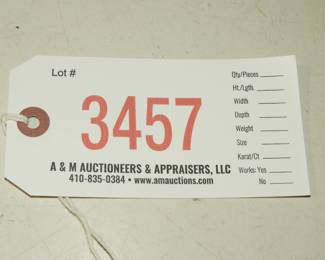 Lot #
3457
A & M AUCTIONEERS & APPRAISERS, LLC
410-835-0384 • www.amauctions.com
Qty/Pieces
Ht./Lgth.
Width
Depth
Weight
Size
Karat/Ct
Works: Yes
No